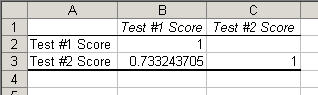 A B C
1 Test #1 Score Test #2 Score
2 Test #1 Score 1
3 Test #2 Score 0.733243705 1
4